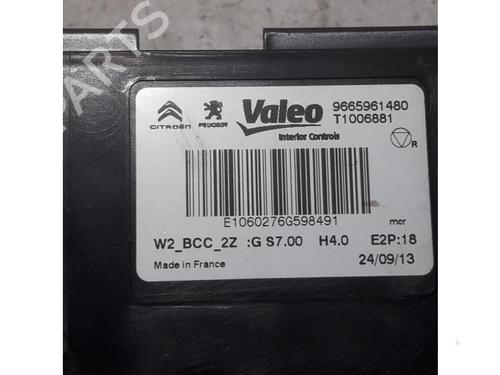 PARTS
CITROËN
PEUGEOT
Valeo
Interior Controls
9665961480
T1006881
R
E1060276G598491
mcr
W2_BCC_2Z :G S7.00 H4.0 E2P:18
Made in France
24/09/13